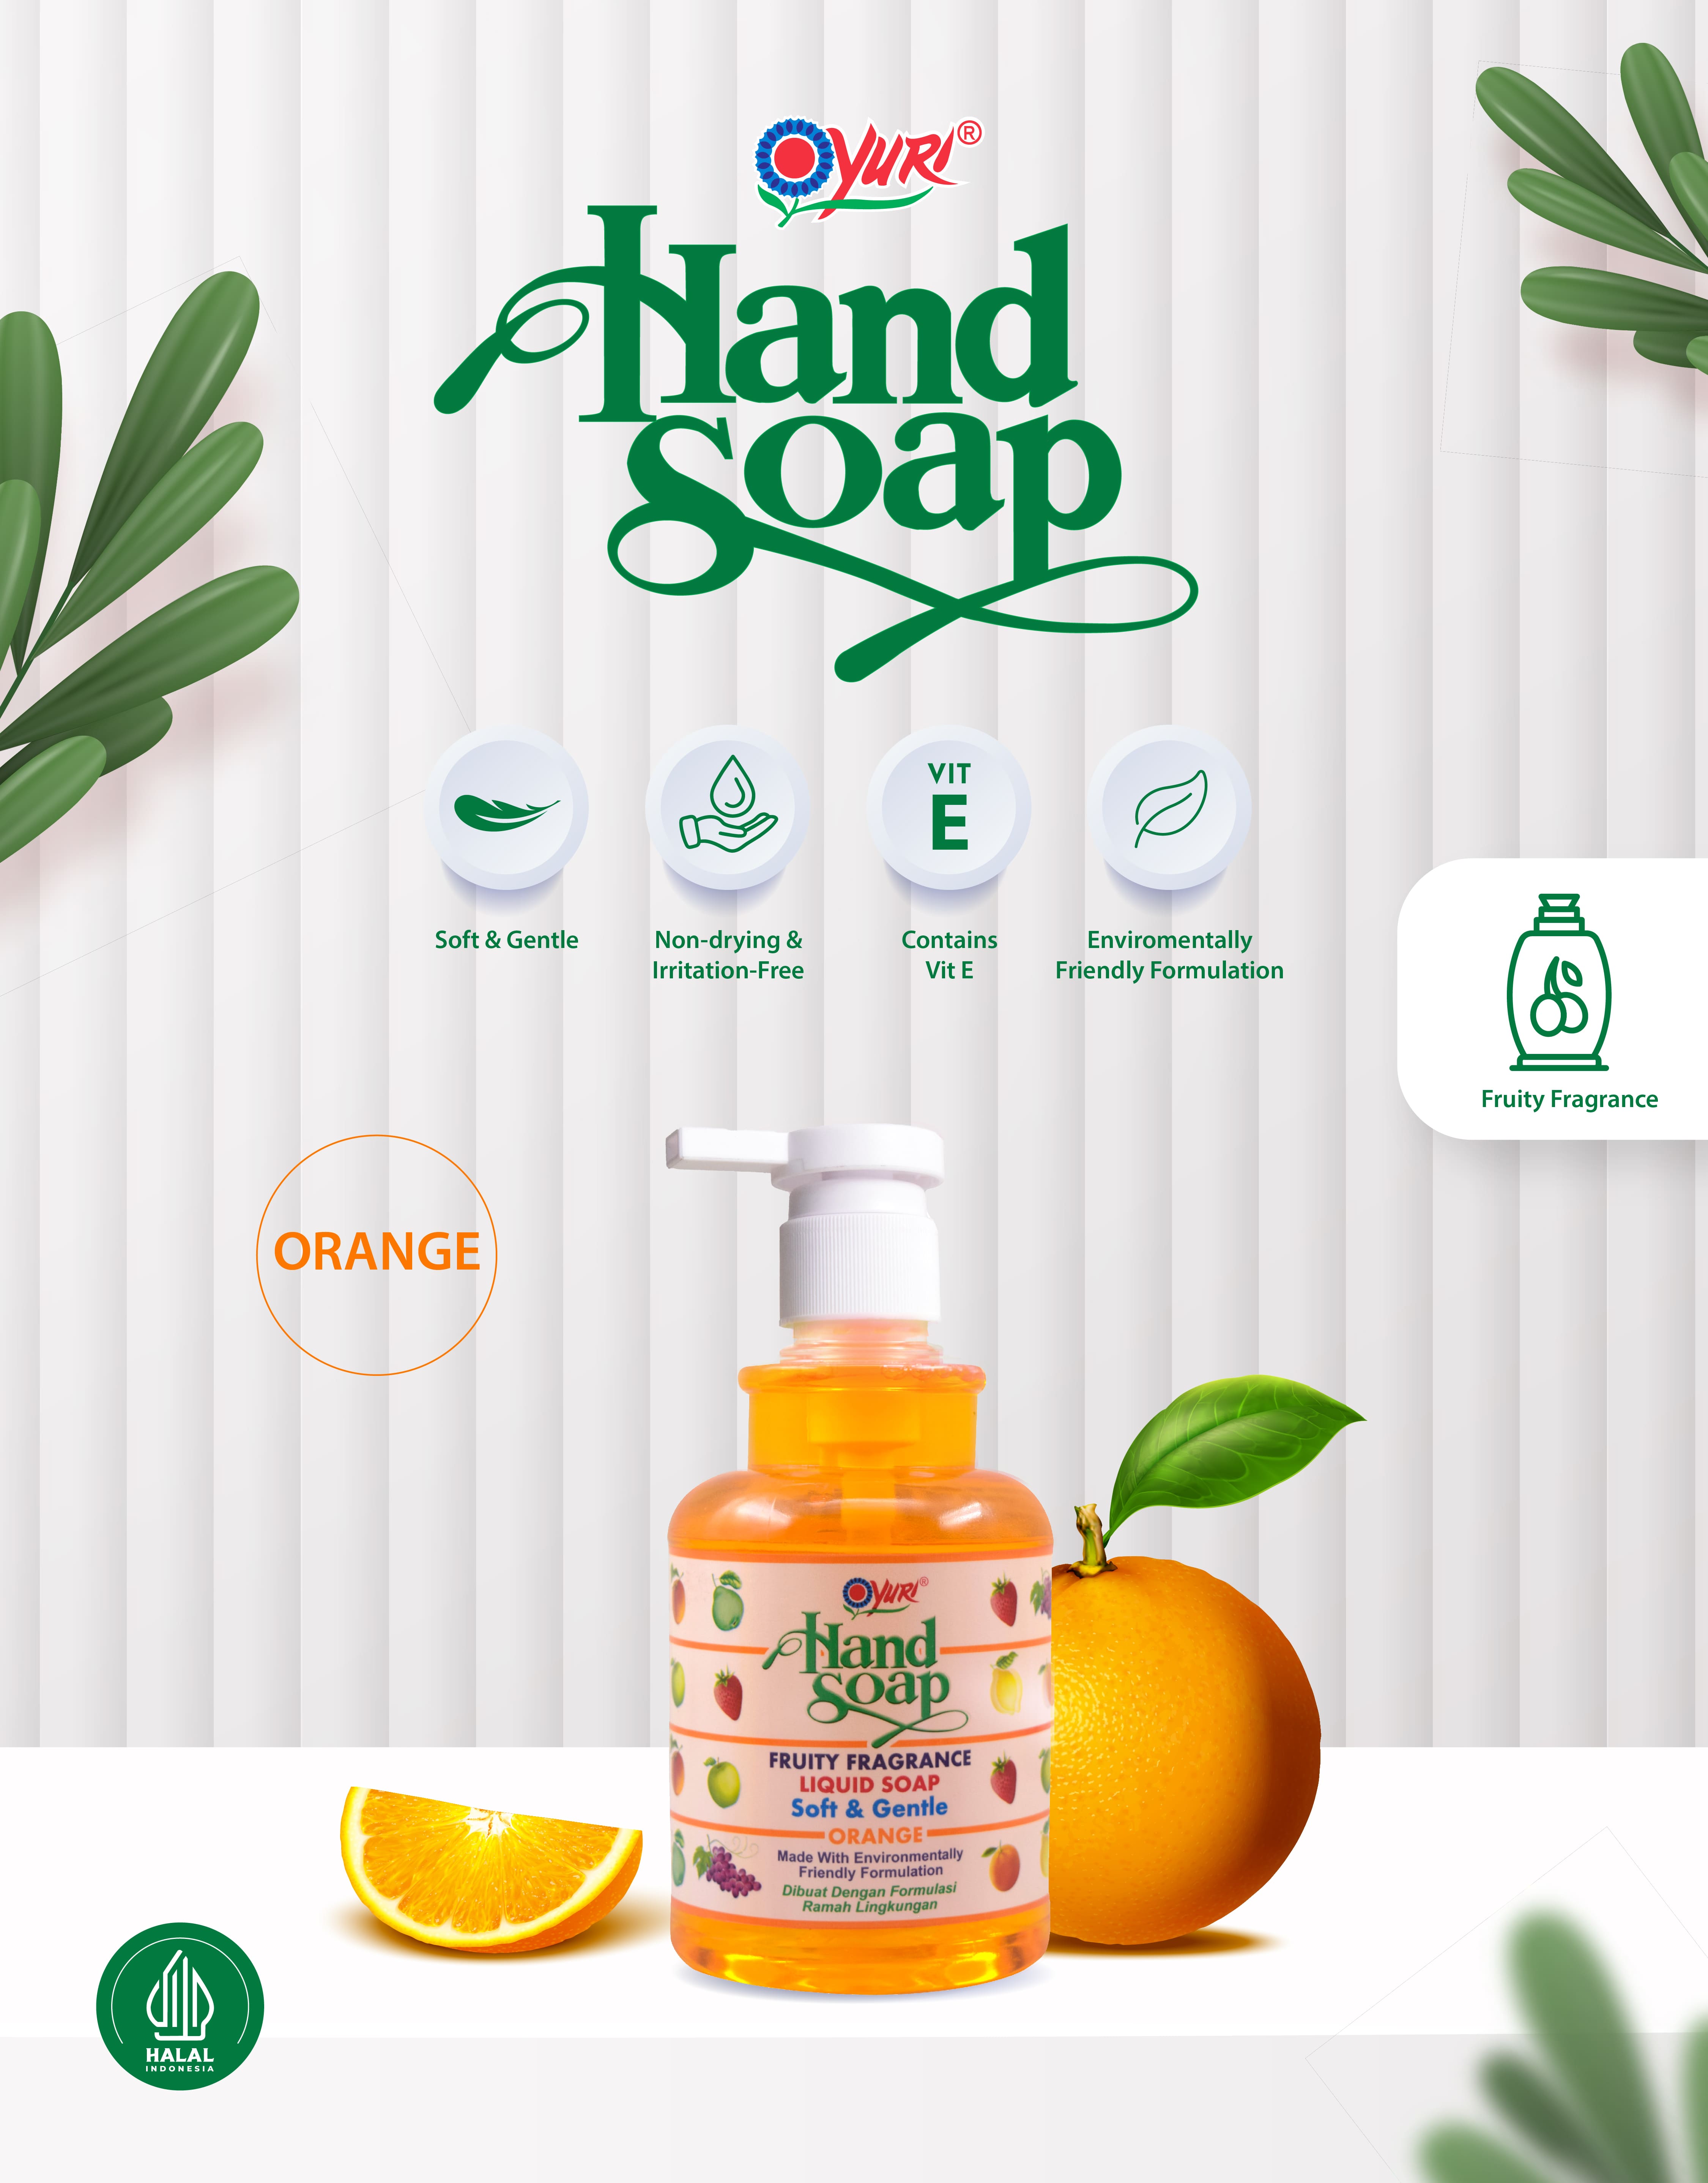 YURI®
Hand
Soap
VIT
E
Soft & Gentle
Non-drying &
Irritation-Free
Contains
Vit E
Enviromentally
Friendly Formulation
Fruity Fragrance
ORANGE
YURI®
Hand
Soap
FRUITY FRAGRANCE
LIQUID SOAP
Soft & Gentle
ORANGE
Made With Environmentally
Friendly Formulation
Dibuat Dengan Formulasi
Ramah Lingkungan
HALAL
INDONESIA